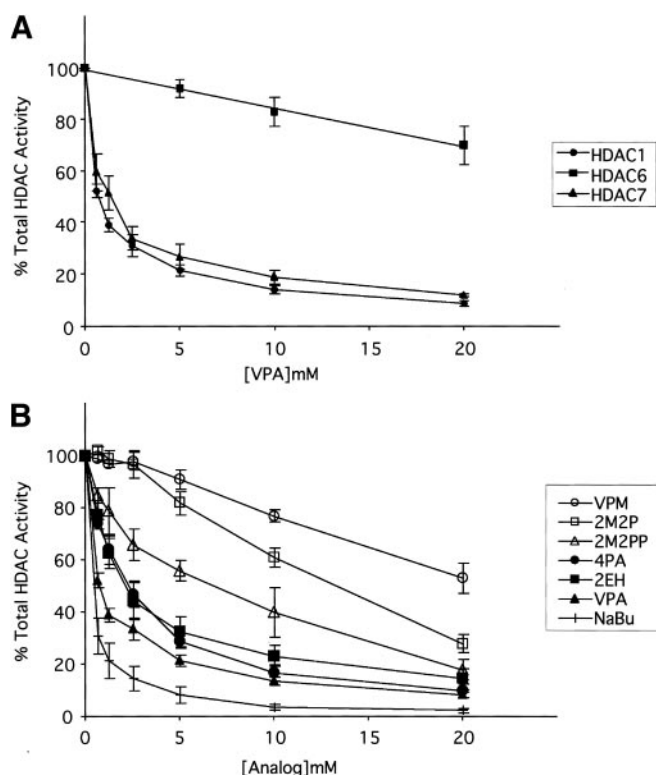 A
% Total HDAC Activity
100
80
60
40
20
0
0
5
10
15
20
[VPA]mM
HDAC1
HDAC6
HDAC7
B
% Total HDAC Activity
100
80
60
40
20
0
0
5
10
15
20
[Analog]mM
VPM
2M2P
2M2PP
4PA
2EH
VPA
NaBu